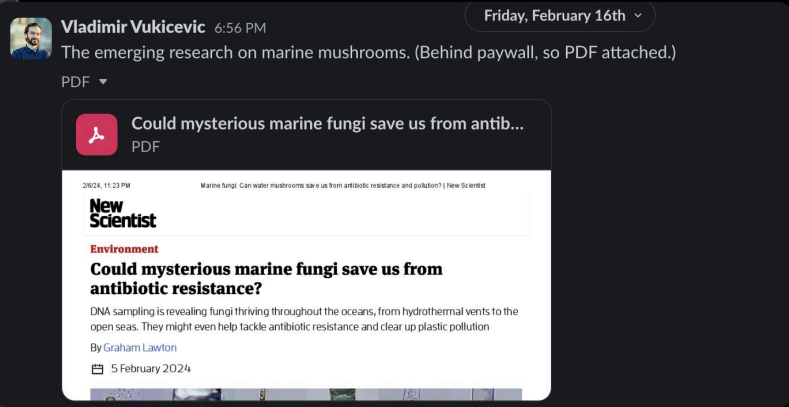 Friday, February 16th
Vladimir Vukicevic 6:56 PM
The emerging research on marine mushrooms. (Behind paywall, so PDF attached.)
PDF
Could mysterious marine fungi save us from antib...
PDF
2/6/24, 11:23 PM Marine fungi: Can water mushrooms save us from antibiotic resistance and pollution? | New Scientist
New
Scientist
Environment
Could mysterious marine fungi save us from
antibiotic resistance?
DNA sampling is revealing fungi thriving throughout the oceans, from hydrothermal vents to the
open seas. They might even help tackle antibiotic resistance and clear up plastic pollution
By Graham Lawton
5 February 2024